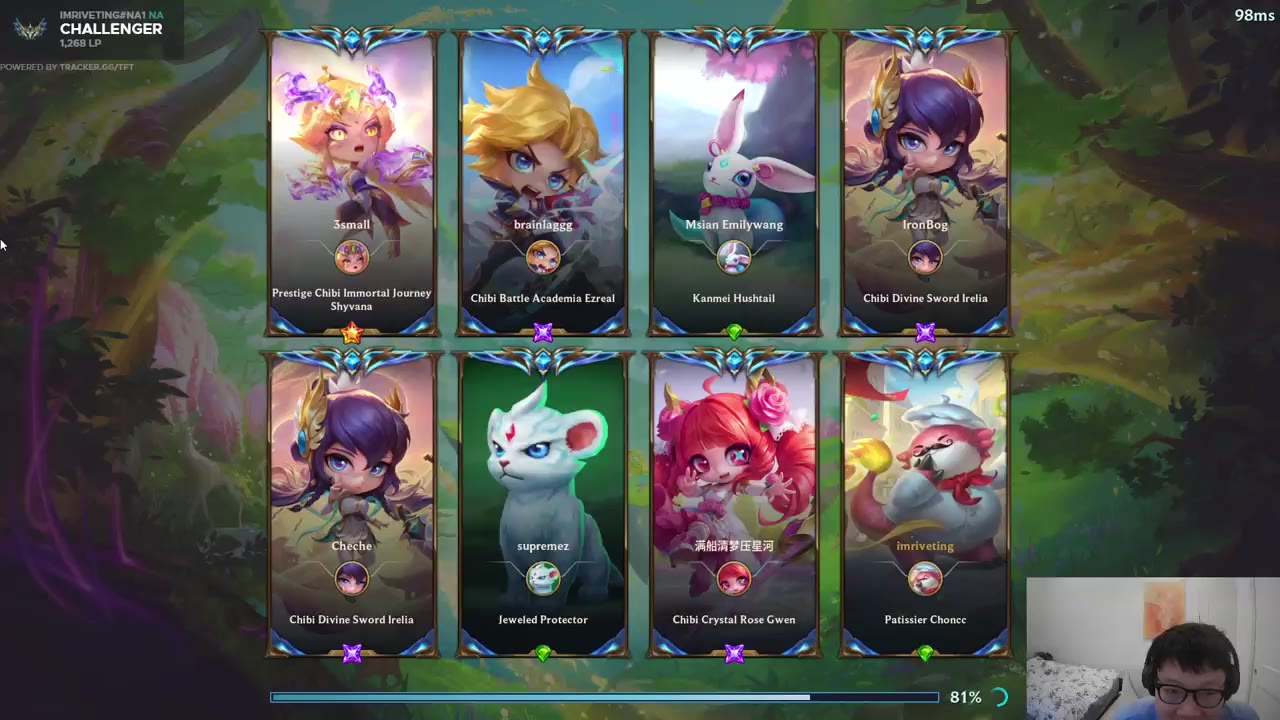 IMRIVETING#NA1 NA
CHALLENGER
1,268 LP
POWERED BY TRACKER.GG/TFT
98ms
3small
Prestige Chibi Immortal Journey
Shyvana
brainlaggg
Chibi Battle Academia Ezreal
Msian Emilywang
Kanmei Hushtail
IronBog
Chibi Divine Sword Irelia
Cheche
Chibi Divine Sword Irelia
supremez
Jeweled Protector
满船清梦压星河
Chibi Crystal Rose Gwen
imriveting
Patissier Choncc
81%